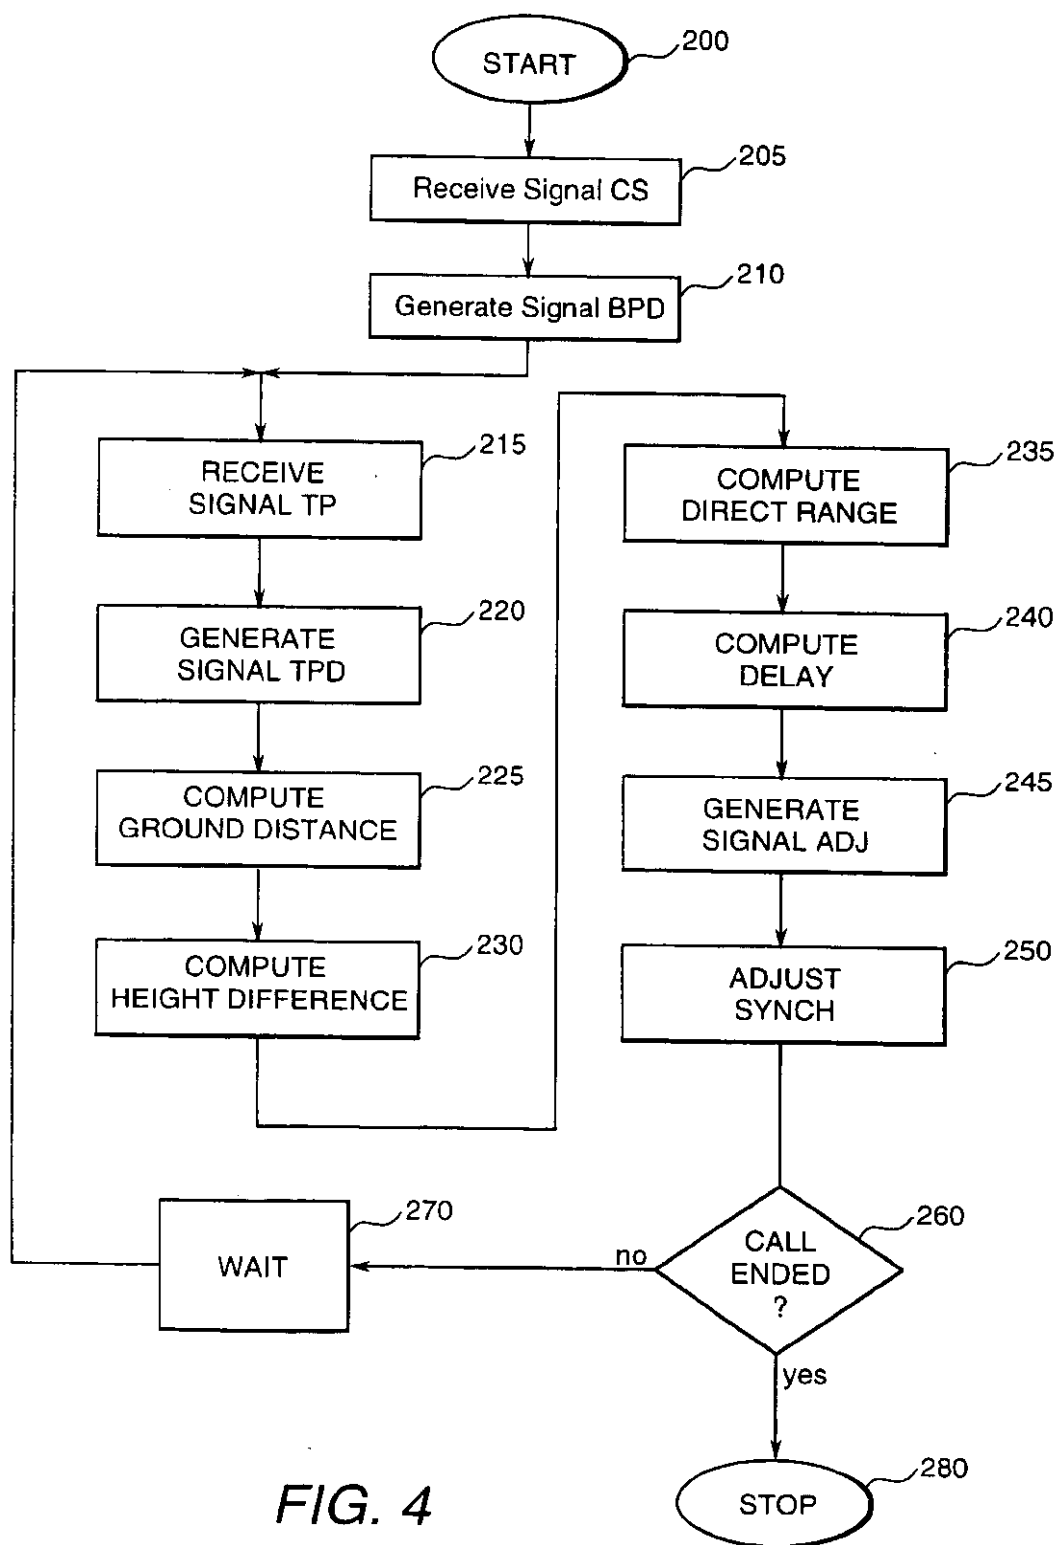 START
200
Receive Signal CS
205
Generate Signal BPD
210
RECEIVE
SIGNAL TP
215
GENERATE
SIGNAL TPD
220
COMPUTE
GROUND DISTANCE
225
COMPUTE
HEIGHT DIFFERENCE
230
COMPUTE
DIRECT RANGE
235
COMPUTE
DELAY
240
GENERATE
SIGNAL ADJ
245
ADJUST
SYNCH
250
CALL
ENDED
?
260
no
WAIT
270
yes
STOP
280
FIG. 4